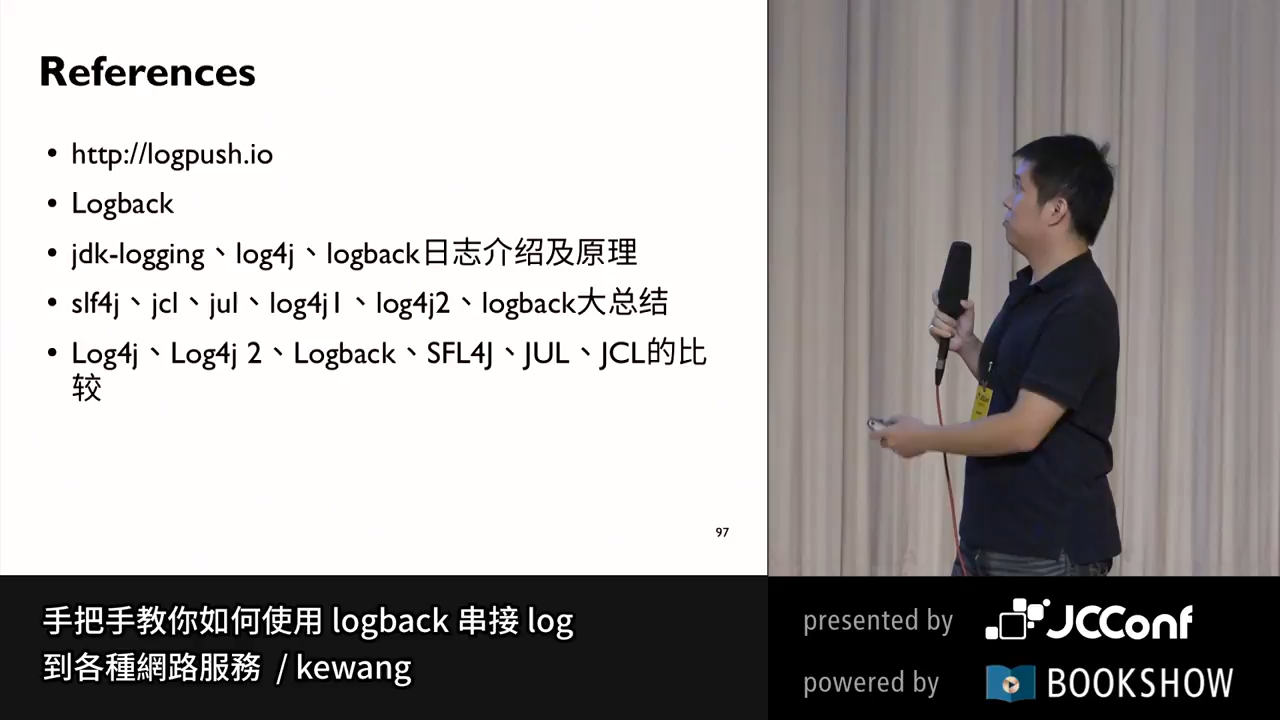 References
• http://logpush.io
• Logback
• jdk-logging、log4j、logback日志介绍及原理
• slf4j、jcl、jul、log4j1、log4j2、logback大总结
• Log4j、Log4j 2、Logback、SFL4J、JUL、JCL的比
较
97
手把手教你如何使用 logback 串接 log
到各種網路服務 / kewang
presented by JCConf
powered by BOOKSHOW